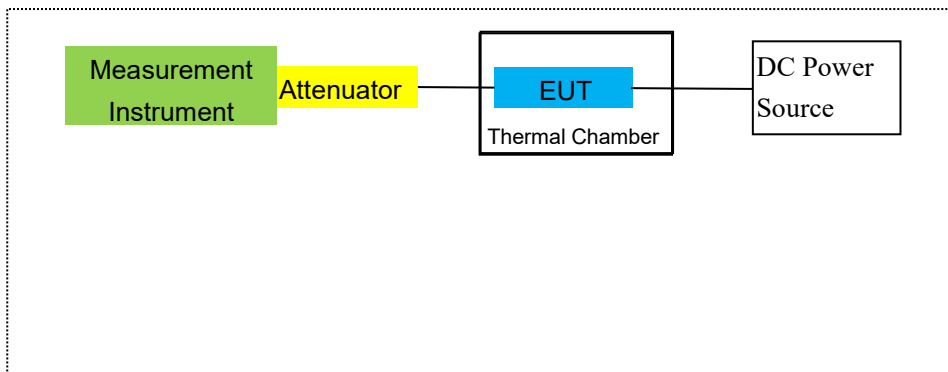 Measurement
Instrument
Attenuator
EUT
Thermal Chamber
DC Power
Source